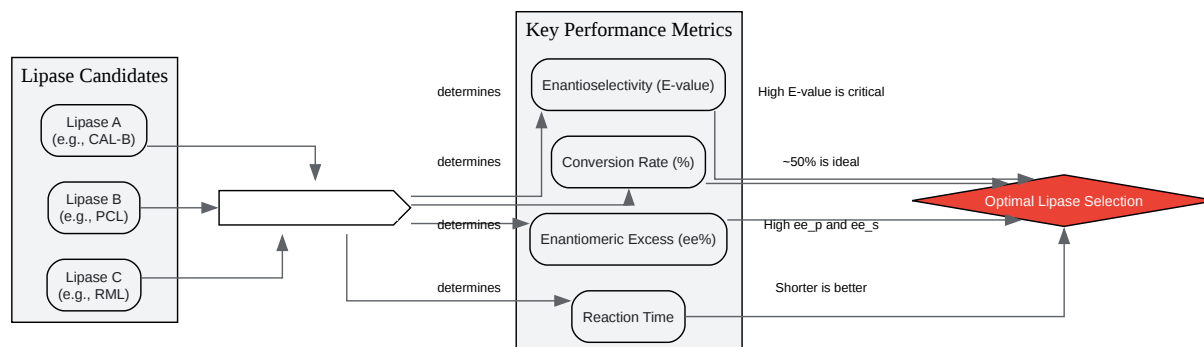 Lipase Candidates
Lipase A
(e.g., CAL-B)
Lipase B
(e.g., PCL)
Lipase C
(e.g., RML)
determines
determines
determines
determines
Key Performance Metrics
Enantioselectivity (E-value)
Conversion Rate (%)
Enantiomeric Excess (ee%)
Reaction Time
High E-value is critical
~50% is ideal
High ee_p and ee_s
Shorter is better
Optimal Lipase Selection